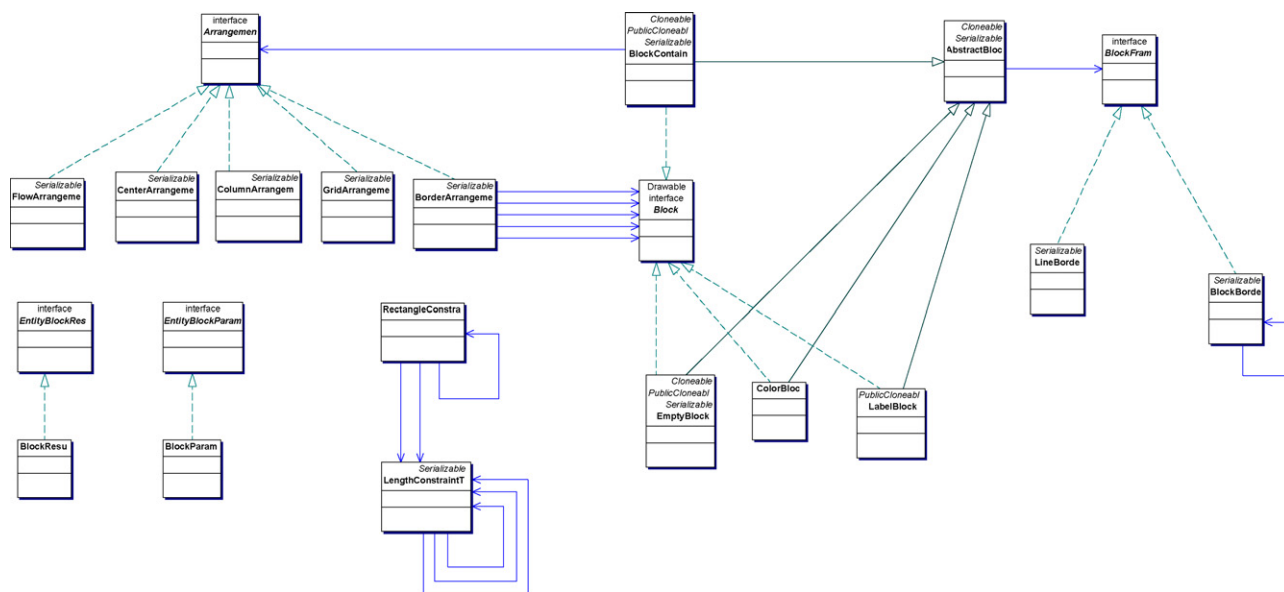 interface
Arrangemen
Cloneable
PublicCloneabl
Serializable
BlockContain
Cloneable
Serializable
AbstractBloc
interface
BlockFram
Serializable
FlowArrangeme
Serializable
CenterArrangeme
Serializable
ColumnArrangem
Serializable
GridArrangeme
Serializable
BorderArrangeme
Drawable
interface
Block
Serializable
LineBorde
Serializable
BlockBorde
interface
EntityBlockRes
interface
EntityBlockParam
RectangleConstra
Cloneable
PublicCloneabl
Serializable
EmptyBlock
ColorBloc
PublicCloneabl
LabelBlock
BlockResu
BlockParam
Serializable
LengthConstraintT